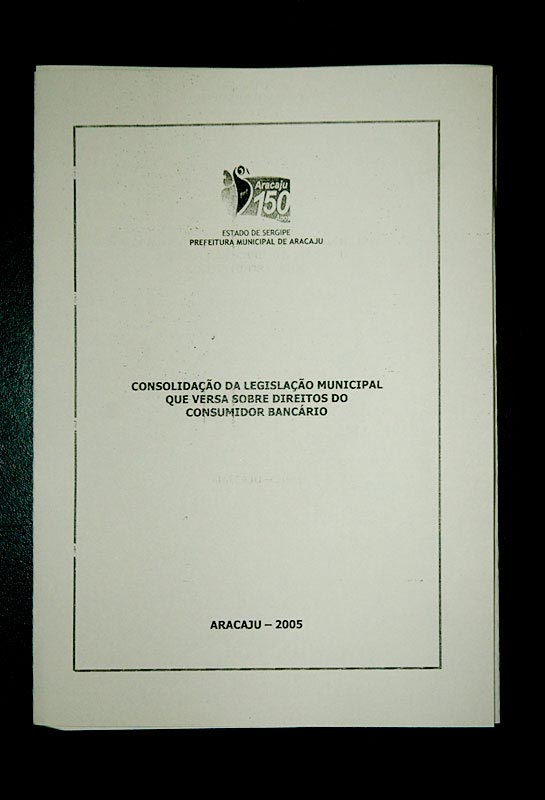 Aracaju
150
Anos
ESTADO DE SERGIPE
PREFEITURA MUNICIPAL DE ARACAJU
CONSOLIDAÇÃO DA LEGISLAÇÃO MUNICIPAL
QUE VERSA SOBRE DIREITOS DO
CONSUMIDOR BANCÁRIO
ARACAJU – 2005